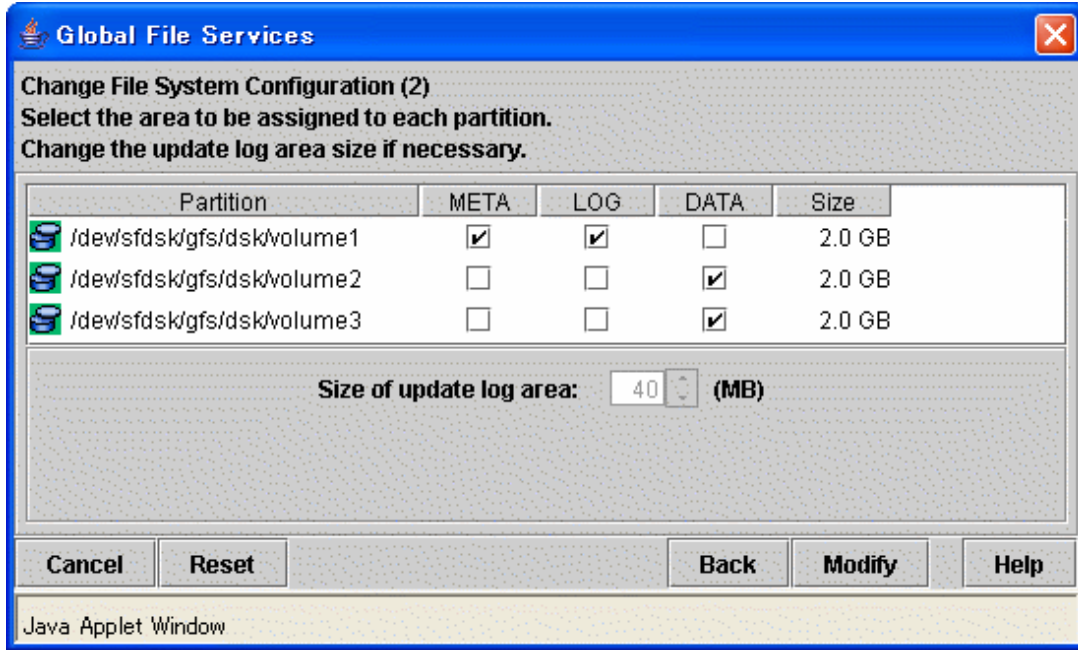 Global File Services
Change File System Configuration (2)
Select the area to be assigned to each partition.
Change the update log area size if necessary.
Partition META LOG DATA Size
/dev/sfdsk/gfs/dsk/volume1 2.0 GB
/dev/sfdsk/gfs/dsk/volume2 2.0 GB
/dev/sfdsk/gfs/dsk/volume3 2.0 GB
Size of update log area: 40 (MB)
Cancel Reset Back Modify Help
Java Applet Window